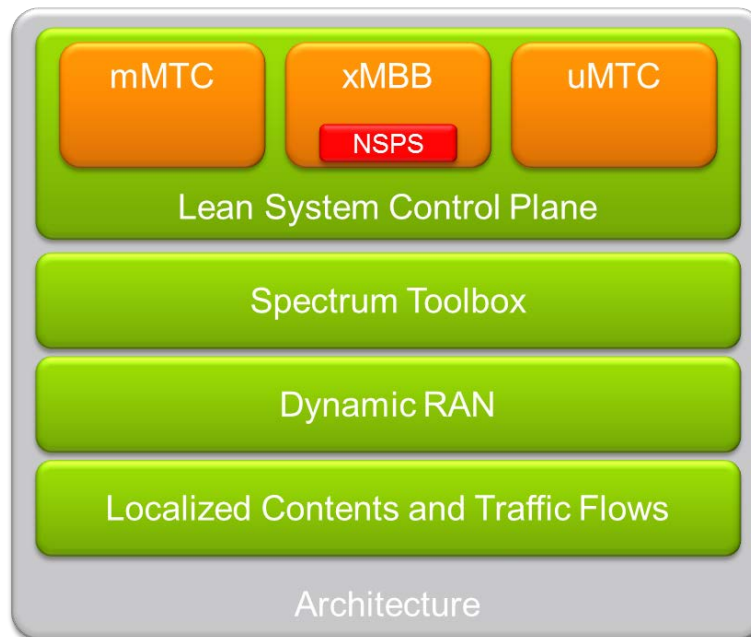 mMTC
xMBB
uMTC
NSPS
Lean System Control Plane
Spectrum Toolbox
Dynamic RAN
Localized Contents and Traffic Flows
Architecture